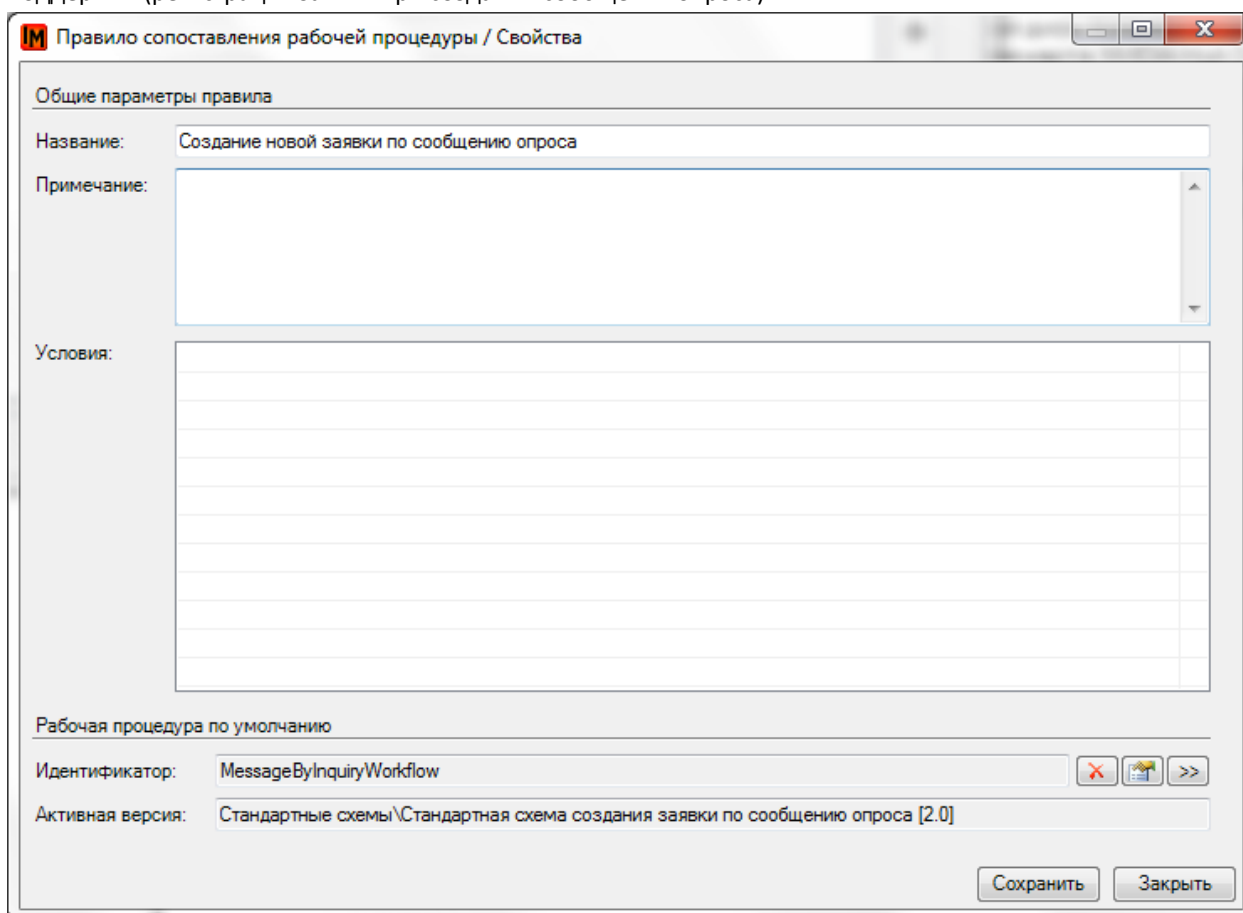 IM Правило сопоставления рабочей процедуры / Свойства
Общие параметры правила
Название: Создание новой заявки по сообщению опроса
Примечание:
Условия:
Рабочая процедура по умолчанию
Идентификатор: MessageByInquiryWorkflow >>
Активная версия: Стандартные схемы\Стандартная схема создания заявки по сообщению опроса [2.0]
Сохранить Закрыть